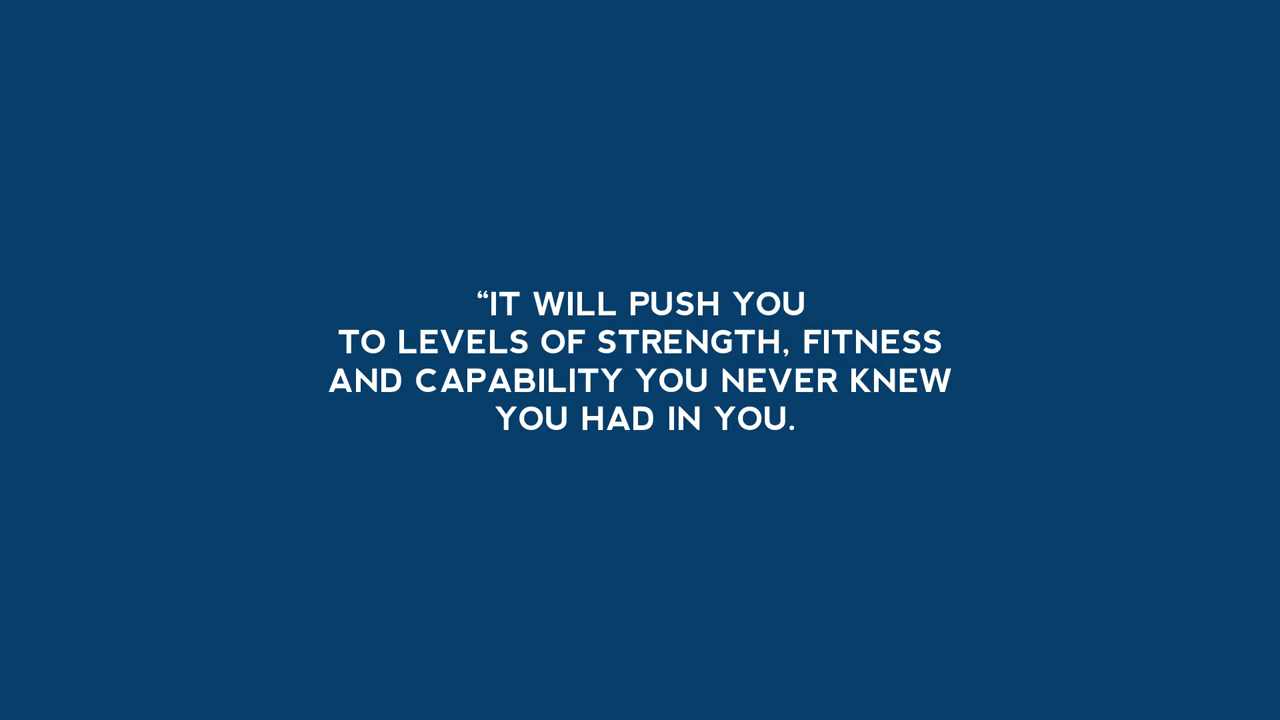 “IT WILL PUSH YOU
TO LEVELS OF STRENGTH, FITNESS
AND CAPABILITY YOU NEVER KNEW
YOU HAD IN YOU.